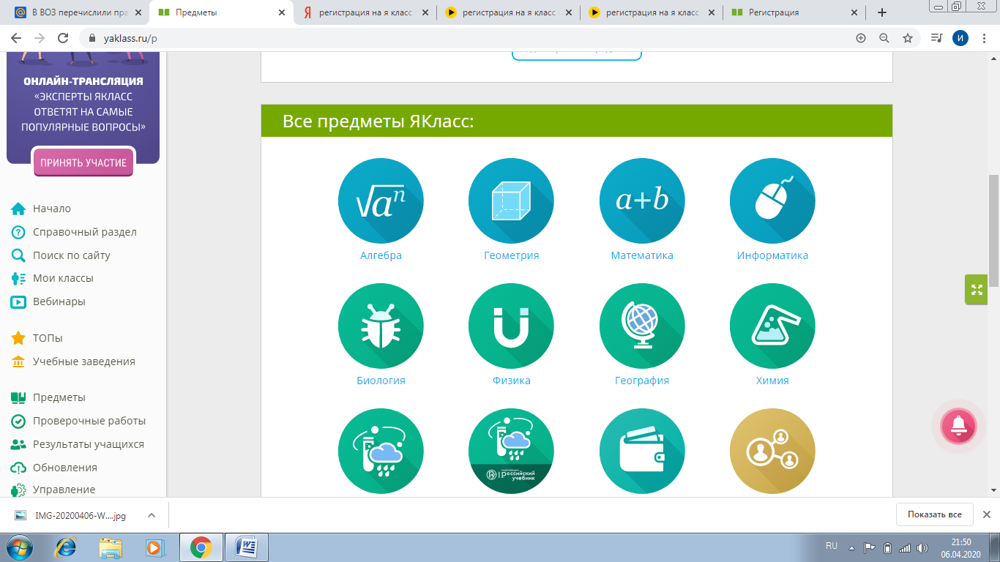 В ВОЗ перечислили пра
Предметы
регистрация на я класс
регистрация на я класс
регистрация на я класс
Регистрация
yaklass.ru/p
И
ОНЛАЙН-ТРАНСЛЯЦИЯ
«ЭКСПЕРТЫ ЯКЛАСС
ОТВЕТЯТ НА САМЫЕ
ПОПУЛЯРНЫЕ ВОПРОСЫ»
ПРИНЯТЬ УЧАСТИЕ
Начало
Справочный раздел
Поиск по сайту
Мои классы
Вебинары
ТОПы
Учебные заведения
Предметы
Проверочные работы
Результаты учащихся
Обновления
Управление
Все предметы ЯКласс:
√aⁿ
a+b
Алгебра
Геометрия
Математика
Информатика
Биология
Физика
География
Химия
российский
учебник
IMG-20200406-W....jpg
Показать все
RU
21:50
06.04.2020